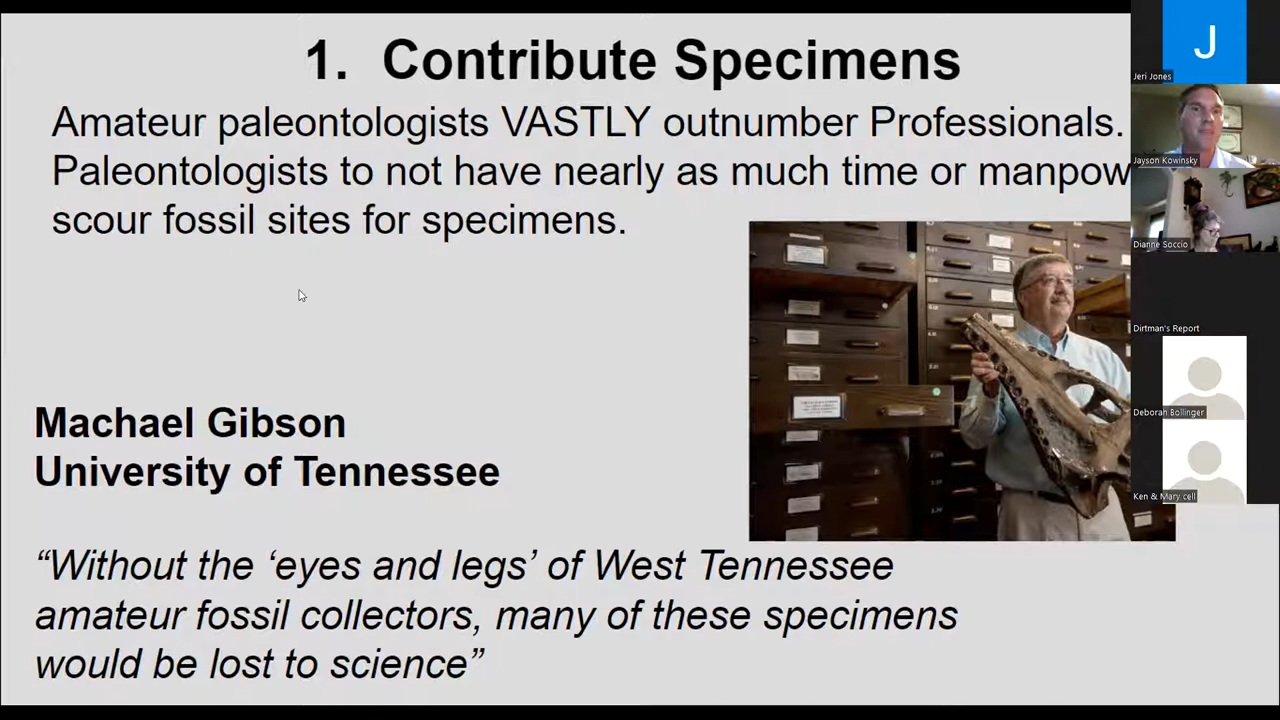 1. Contribute Specimens
Amateur paleontologists VASTLY outnumber Professionals.
Paleontologists to not have nearly as much time or manpow
scour fossil sites for specimens.
Machael Gibson
University of Tennessee
“Without the ‘eyes and legs’ of West Tennessee
amateur fossil collectors, many of these specimens
would be lost to science”
J
Jeri Jones
Jayson Kowinsky
Dianne Soccio
Dirtman's Report
Deborah Bollinger
Ken & Mary cell